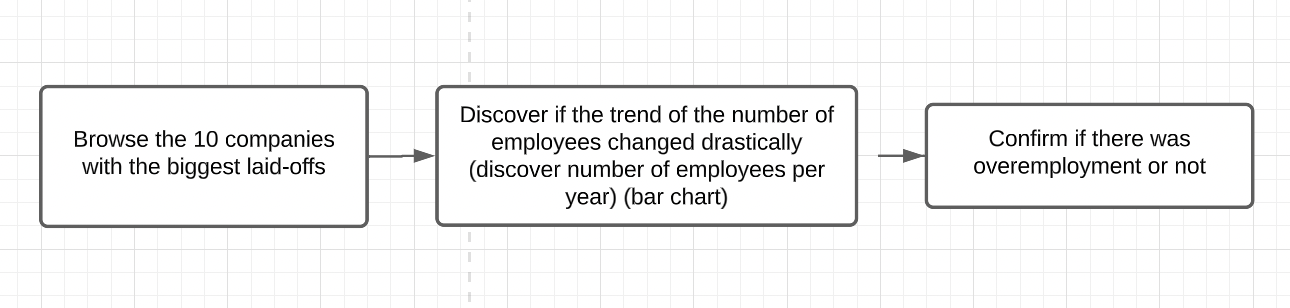 Browse the 10 companies
with the biggest laid-offs
Discover if the trend of the number of
employees changed drastically
(discover number of employees per
year) (bar chart)
Confirm if there was
overemployment or not